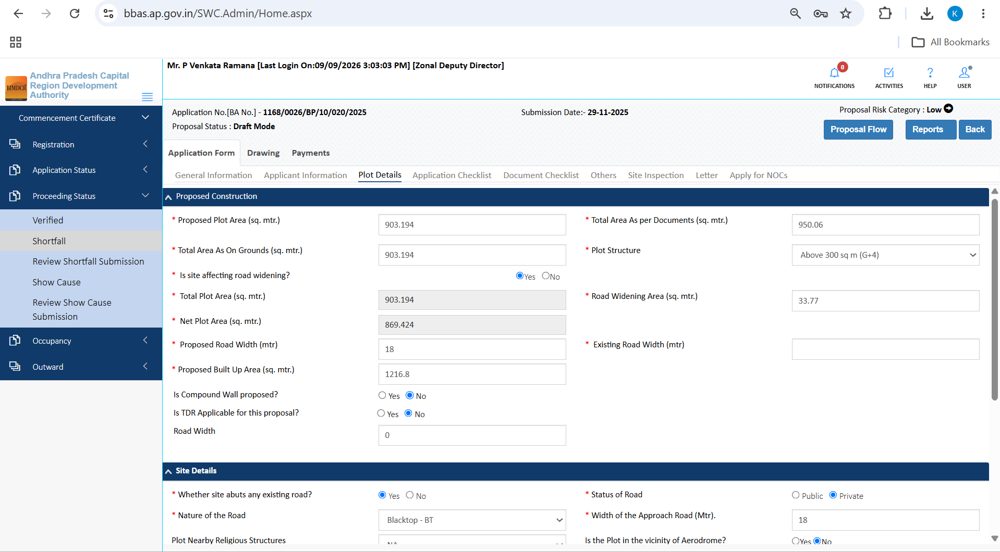 bbas.ap.gov.in/SWC.Admin/Home.aspx
K
All Bookmarks
BIMDCR
Andhra Pradesh Capital
Region Development
Authority
Mr. P Venkata Ramana [Last Login On:09/09/2026 3:03:03 PM] [Zonal Deputy Director]
0
NOTIFICATIONS
ACTIVITIES
HELP
USER
Commencement Certificate
Registration
Application Status
Proceeding Status
Verified
Shortfall
Review Shortfall Submission
Show Cause
Review Show Cause
Submission
Occupancy
Outward
Application No.[BA No.] - 1168/0026/BP/10/020/2025
Submission Date:- 29-11-2025
Proposal Risk Category : Low
Proposal Status : Draft Mode
Proposal Flow
Reports
Back
Application Form
Drawing
Payments
General Information
Applicant Information
Plot Details
Application Checklist
Document Checklist
Others
Site Inspection
Letter
Apply for NOCs
Proposed Construction
* Proposed Plot Area (sq. mtr.)
903.194
* Total Area As per Documents (sq. mtr.)
950.06
* Total Area As On Grounds (sq. mtr.)
903.194
* Plot Structure
Above 300 sq m (G+4)
* Is site affecting road widening?
Yes No
* Total Plot Area (sq. mtr.)
903.194
* Road Widening Area (sq. mtr.)
33.77
* Net Plot Area (sq. mtr.)
869.424
* Proposed Road Width (mtr)
18
* Existing Road Width (mtr)
* Proposed Built Up Area (sq. mtr.)
1216.8
Is Compound Wall proposed?
Yes No
Is TDR Applicable for this proposal?
Yes No
Road Width
0
Site Details
* Whether site abuts any existing road?
Yes No
* Status of Road
Public Private
* Nature of the Road
Blacktop - BT
* Width of the Approach Road (Mtr).
18
Plot Nearby Religious Structures
NA
Is the Plot in the vicinity of Aerodrome?
Yes No